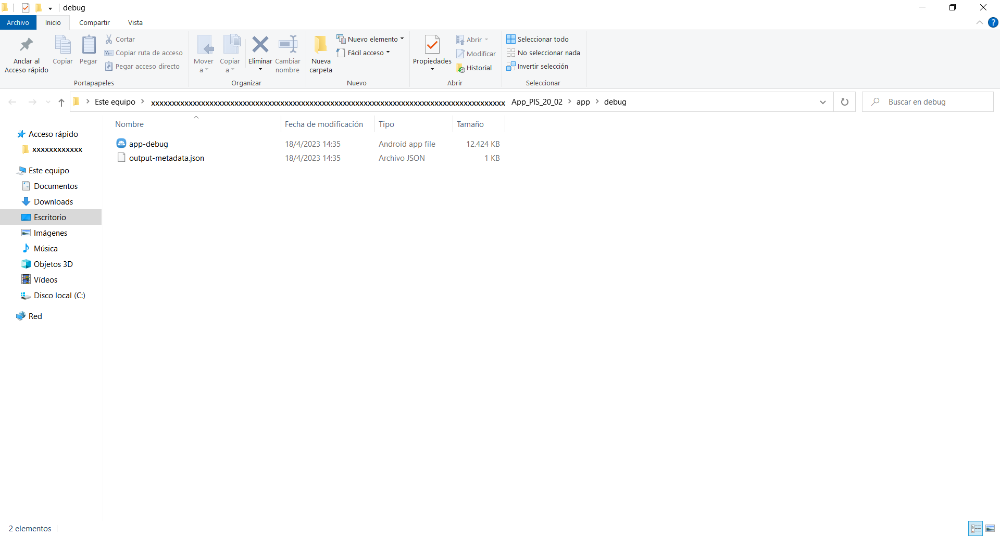 debug
Archivo Inicio Compartir Vista
Anclar al
Acceso rápido
Copiar
Pegar
Cortar
Copiar ruta de acceso
Pegar acceso directo
Portapapeles
Mover
a
Copiar
a
Eliminar
Cambiar
nombre
Organizar
Nueva
carpeta
Nuevo elemento
Fácil acceso
Nuevo
Propiedades
Abrir
Modificar
Historial
Abrir
Seleccionar todo
No seleccionar nada
Invertir selección
Seleccionar
Este equipo > xxxxxxxxxxxxxxxxxxxxxxxxxxxxxxxxxxxxxxxxxxxxxxxxxxxxxxxxxxxxxxxxxxxxxxxxxxxxxxxxxxxxx App_PIS_20_02 > app > debug
Buscar en debug
Nombre Fecha de modificación Tipo Tamaño
app-debug 18/4/2023 14:35 Android app file 12.424 KB
output-metadata.json 18/4/2023 14:35 Archivo JSON 1 KB
Acceso rápido
xxxxxxxxxxxx
Este equipo
Documentos
Downloads
Escritorio
Imágenes
Música
Objetos 3D
Vídeos
Disco local (C:)
Red
2 elementos